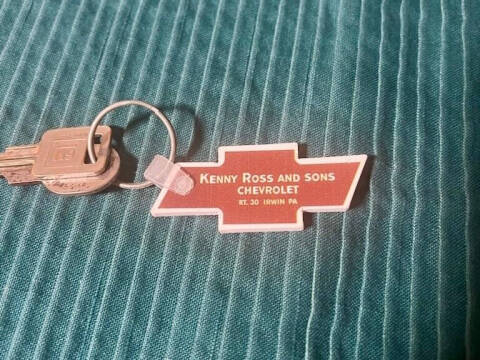 KENNY ROSS AND SONS
CHEVROLET
RT. 30 IRWIN PA